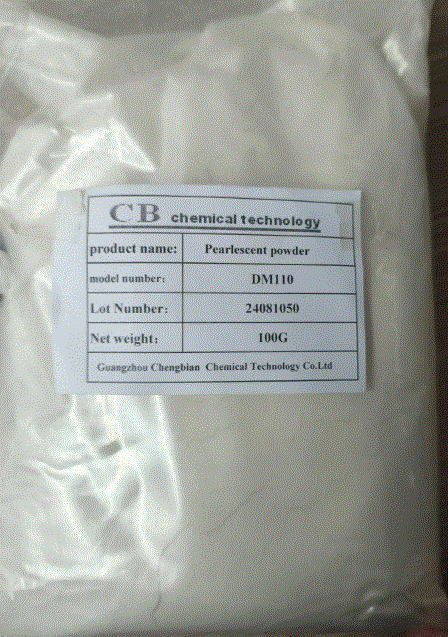 CB chemical technology
product name: Pearlescent powder
model number: DM110
Lot Number: 24081050
Net weight: 100G
Guangzhou Chengbian Chemical Technology Co.Ltd